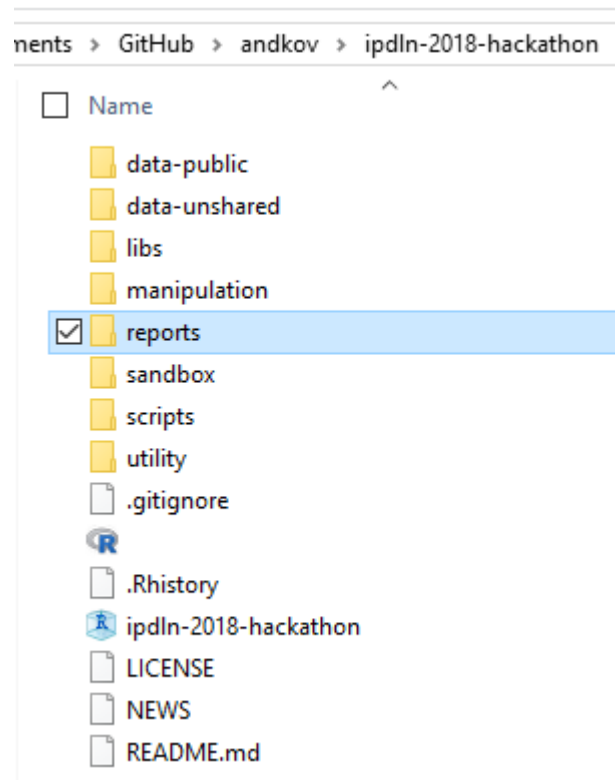 ments > GitHub > andkov > ipdln-2018-hackathon
Name
data-public
data-unshared
libs
manipulation
reports
sandbox
scripts
utility
.gitignore
R
.Rhistory
R ipdln-2018-hackathon
LICENSE
NEWS
README.md